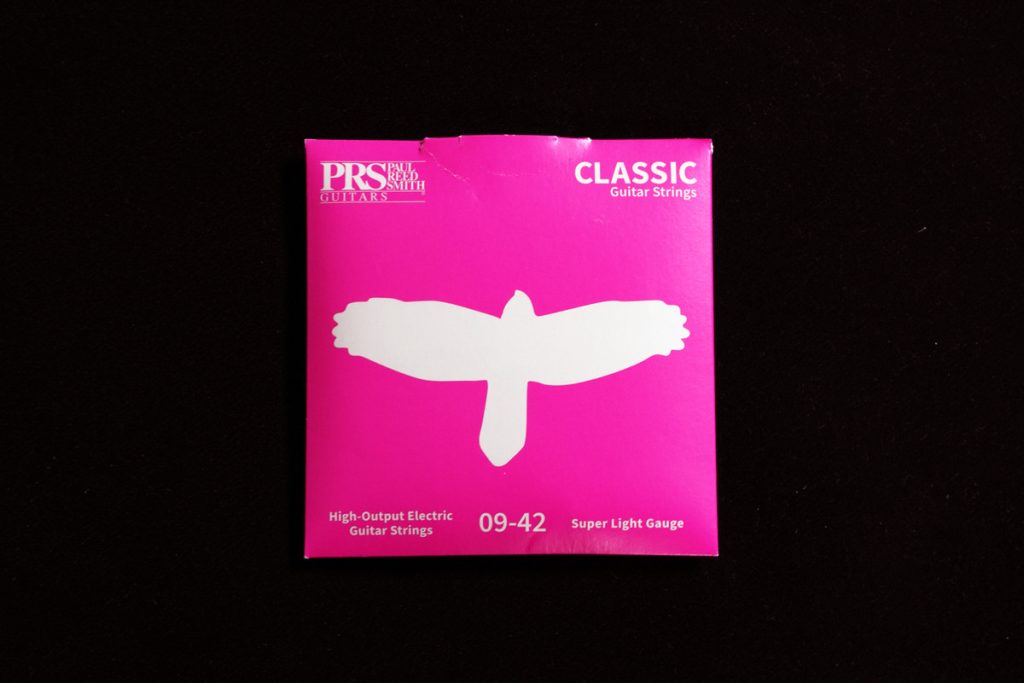 PRS PAUL REED SMITH
GUITARS
CLASSIC
Guitar Strings
High-Output Electric
Guitar Strings
09-42
Super Light Gauge